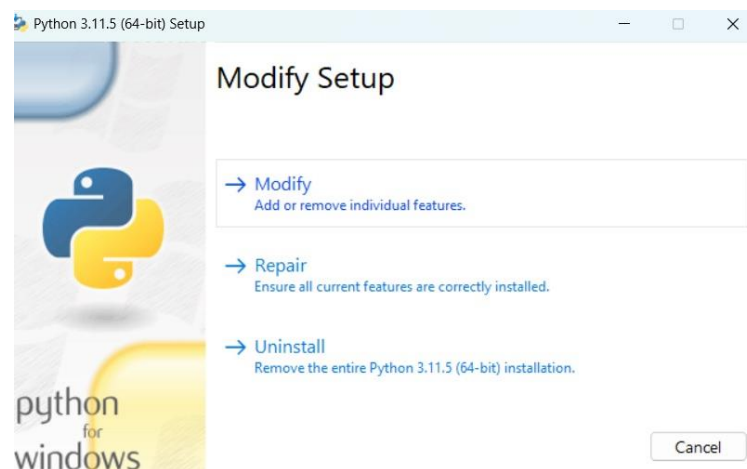 Python 3.11.5 (64-bit) Setup
Modify Setup
Modify
Add or remove individual features.
Repair
Ensure all current features are correctly installed.
Uninstall
Remove the entire Python 3.11.5 (64-bit) installation.
python
for
windows
Cancel